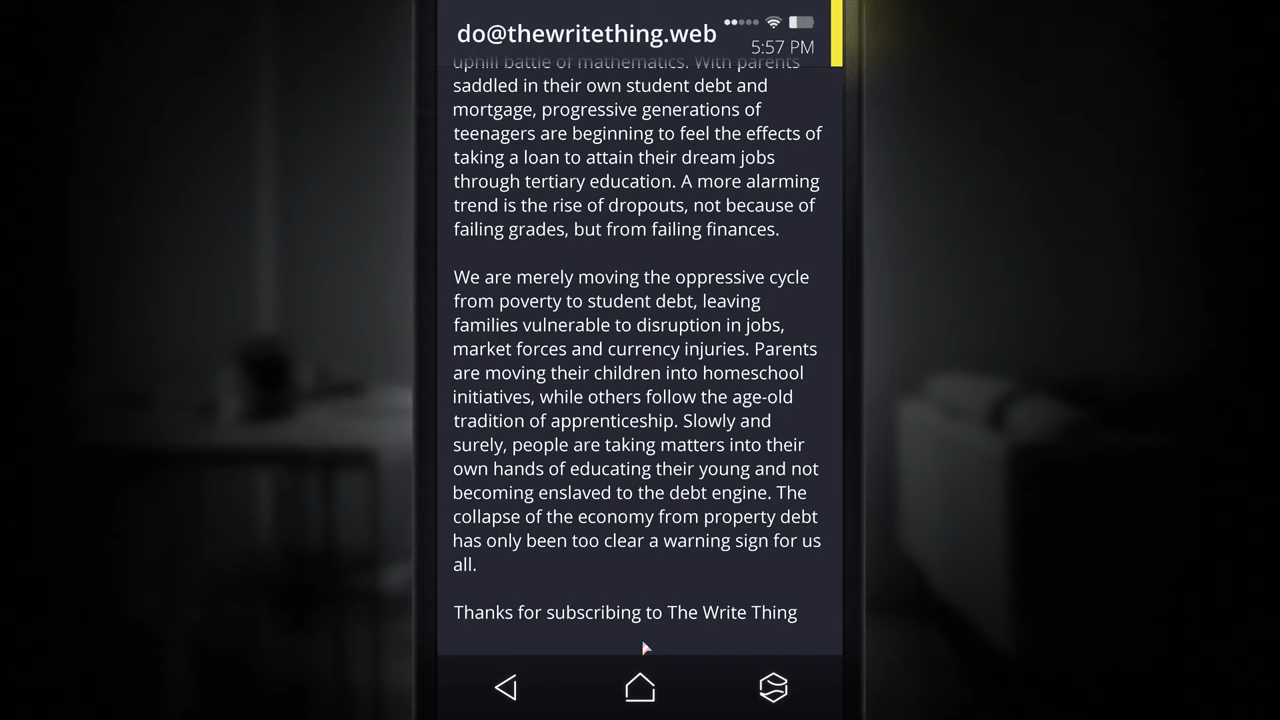 do@thewritething.web
5:57 PM
uphill battle of mathematics. With parents
saddled in their own student debt and
mortgage, progressive generations of
teenagers are beginning to feel the effects of
taking a loan to attain their dream jobs
through tertiary education. A more alarming
trend is the rise of dropouts, not because of
failing grades, but from failing finances.
We are merely moving the oppressive cycle
from poverty to student debt, leaving
families vulnerable to disruption in jobs,
market forces and currency injuries. Parents
are moving their children into homeschool
initiatives, while others follow the age-old
tradition of apprenticeship. Slowly and
surely, people are taking matters into their
own hands of educating their young and not
becoming enslaved to the debt engine. The
collapse of the economy from property debt
has only been too clear a warning sign for us
all.
Thanks for subscribing to The Write Thing